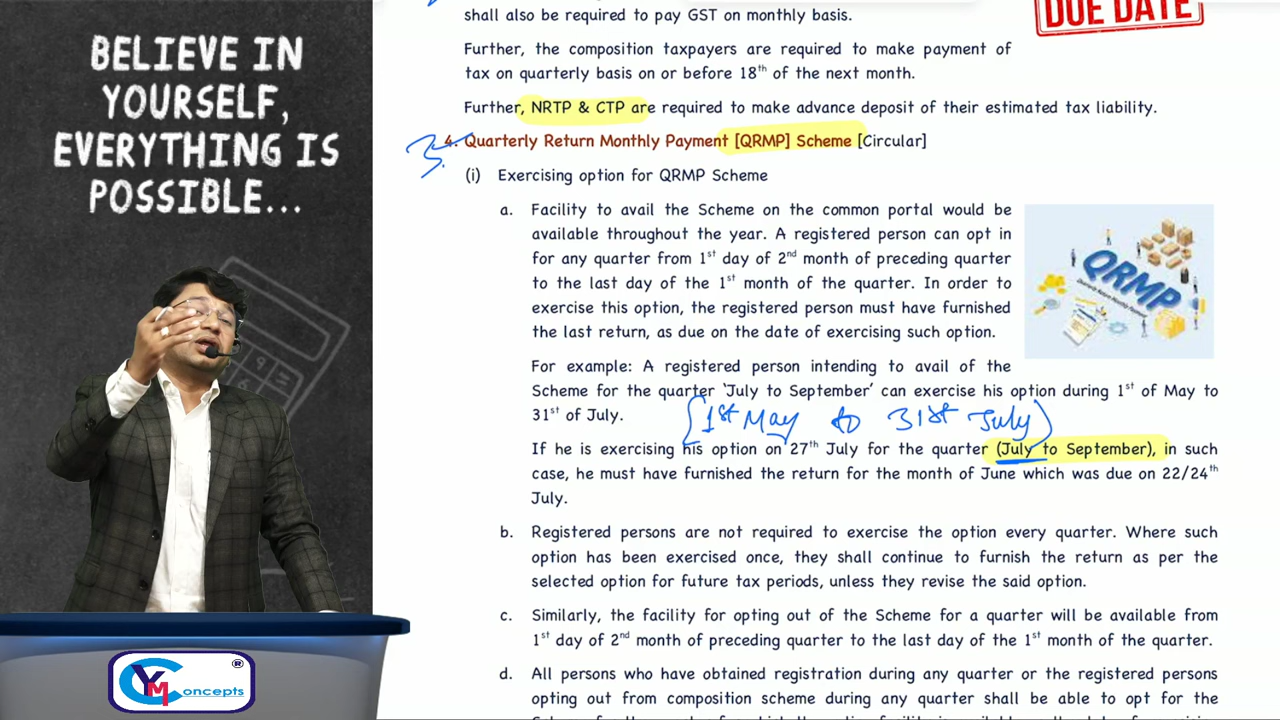 BELIEVE IN
YOURSELF,
EVERYTHING IS
POSSIBLE...
YM Concepts ®
shall also be required to pay GST on monthly basis.
DUE DATE
Further, the composition taxpayers are required to make payment of
tax on quarterly basis on or before 18th of the next month.
Further, NRTP & CTP are required to make advance deposit of their estimated tax liability.
3.
4. Quarterly Return Monthly Payment [QRMP] Scheme [Circular]
(i) Exercising option for QRMP Scheme
a. Facility to avail the Scheme on the common portal would be
available throughout the year. A registered person can opt in
for any quarter from 1st day of 2nd month of preceding quarter
to the last day of the 1st month of the quarter. In order to
exercise this option, the registered person must have furnished
the last return, as due on the date of exercising such option.
QRMP
For example: A registered person intending to avail of the
Scheme for the quarter 'July to September' can exercise his option during 1st of May to
31st of July.
(1st May to 31st July)
If he is exercising his option on 27th July for the quarter (July to September), in such
case, he must have furnished the return for the month of June which was due on 22/24th
July.
b. Registered persons are not required to exercise the option every quarter. Where such
option has been exercised once, they shall continue to furnish the return as per the
selected option for future tax periods, unless they revise the said option.
c. Similarly, the facility for opting out of the Scheme for a quarter will be available from
1st day of 2nd month of preceding quarter to the last day of the 1st month of the quarter.
d. All persons who have obtained registration during any quarter or the registered persons
opting out from composition scheme during any quarter shall be able to opt for the